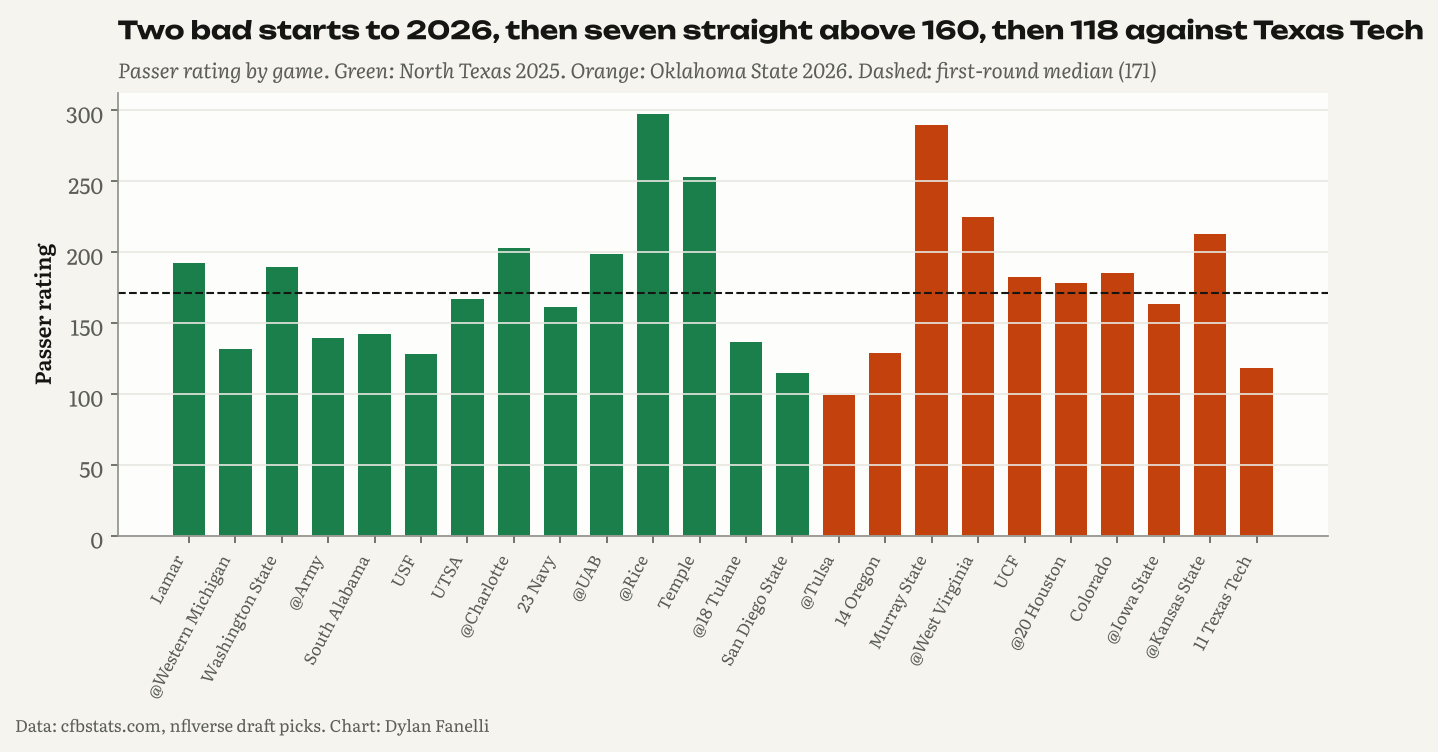 Two bad starts to 2026, then seven straight above 160, then 118 against Texas Tech
Passer rating by game. Green: North Texas 2025. Orange: Oklahoma State 2026. Dashed: first-round median (171)
Passer rating
300
250
200
150
100
50
0
Lamar
@Western Michigan
Washington State
@Army
South Alabama
USF
UTSA
@Charlotte
23 Navy
@UAB
@Rice
Temple
@18 Tulane
San Diego State
@Tulsa
14 Oregon
Murray State
@West Virginia
UCF
@20 Houston
Colorado
@Iowa State
@Kansas State
11 Texas Tech
Data: cfbstats.com, nflverse draft picks. Chart: Dylan Fanelli